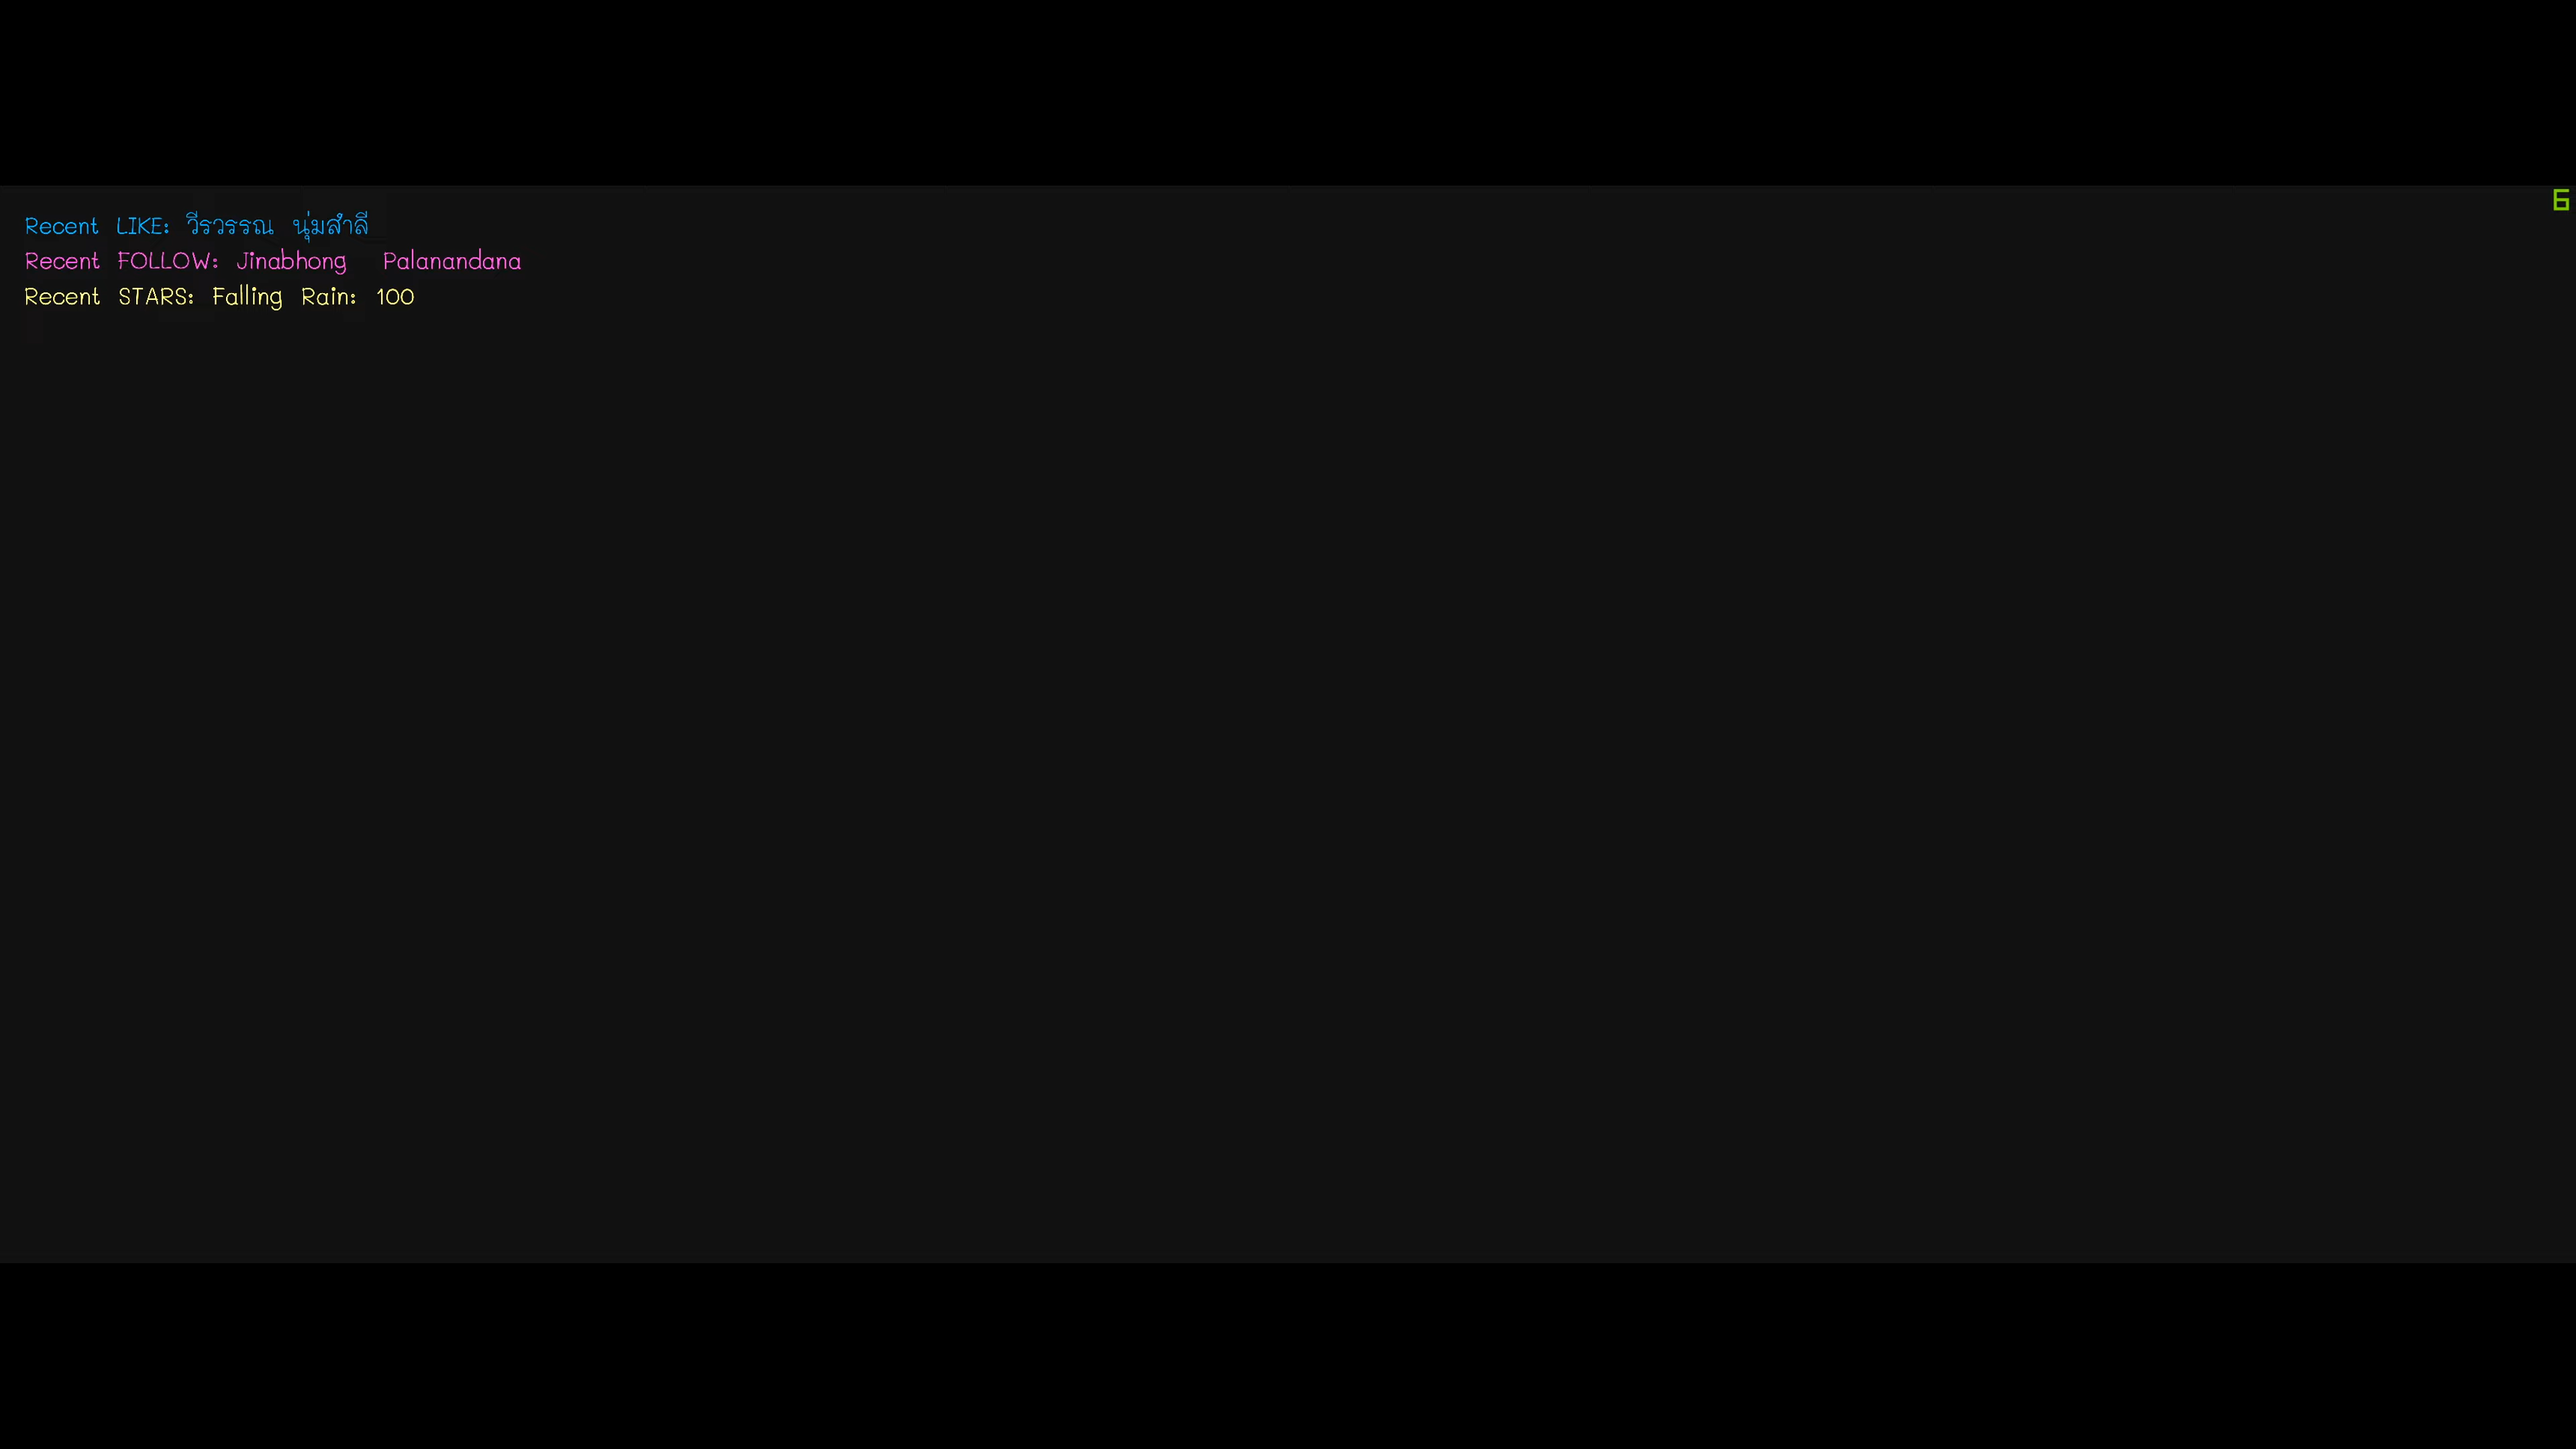 6
Recent LIKE: วีรวรรณ นุ่มสำลี
Recent FOLLOW: Jinabhong Palanandana
Recent STARS: Falling Rain: 100